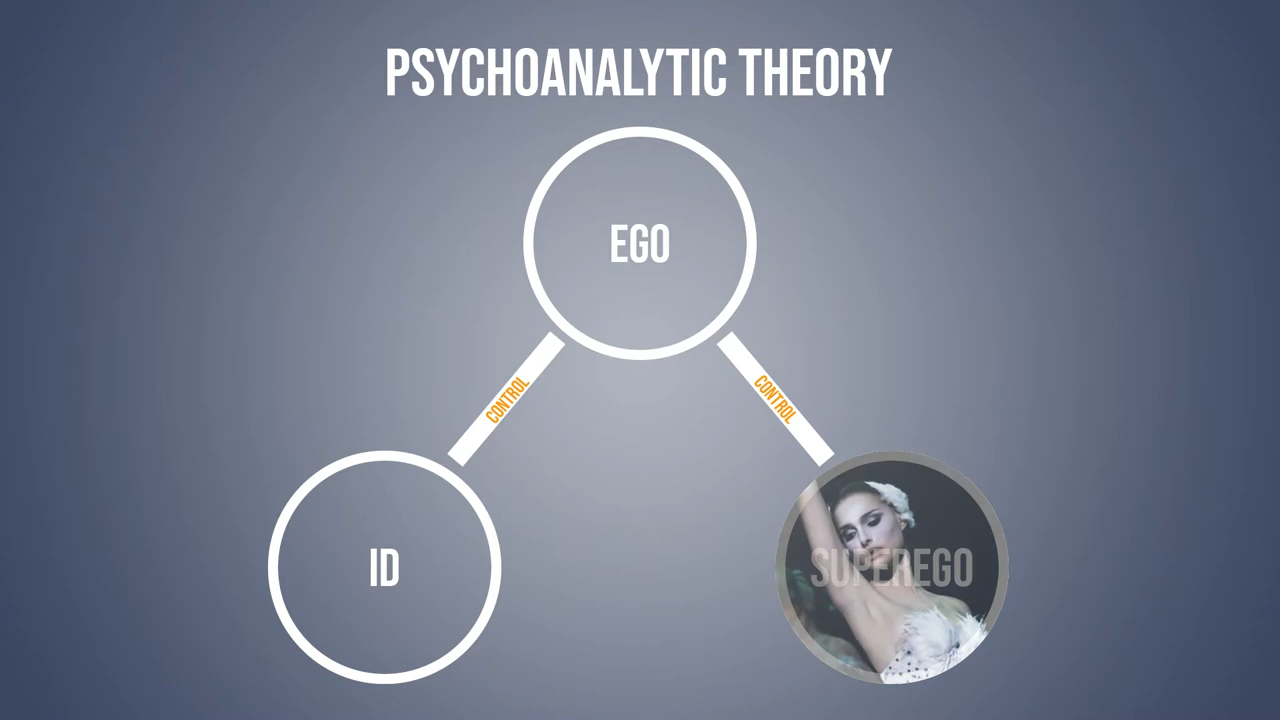 PSYCHOANALYTIC THEORY
EGO
CONTROL
CONTROL
ID
SUPEREGO